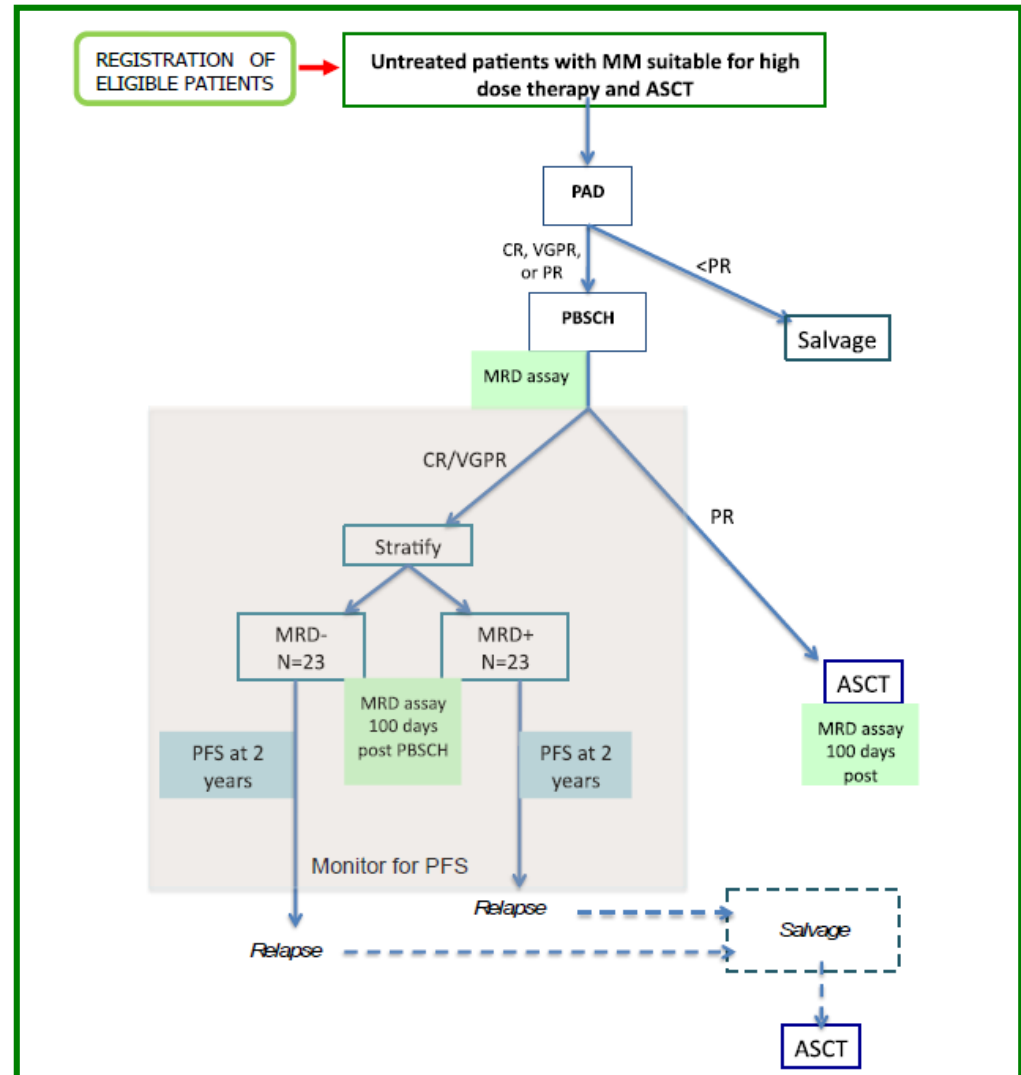 REGISTRATION OF
ELIGIBLE PATIENTS
Untreated patients with MM suitable for high
dose therapy and ASCT
PAD
CR, VGPR,
or PR
<PR
PBSCH
Salvage
MRD assay
CR/VGPR
PR
Stratify
MRD-
N=23
MRD+
N=23
MRD assay
100 days
post PBSCH
ASCT
MRD assay
100 days
post
PFS at 2
years
PFS at 2
years
Monitor for PFS
Relapse
Relapse
Salvage
ASCT